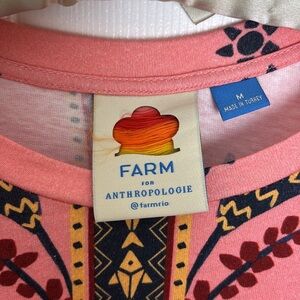 M
MADE IN TURKEY
FARM
FOR
ANTHROPOLOGIE
@farmrio